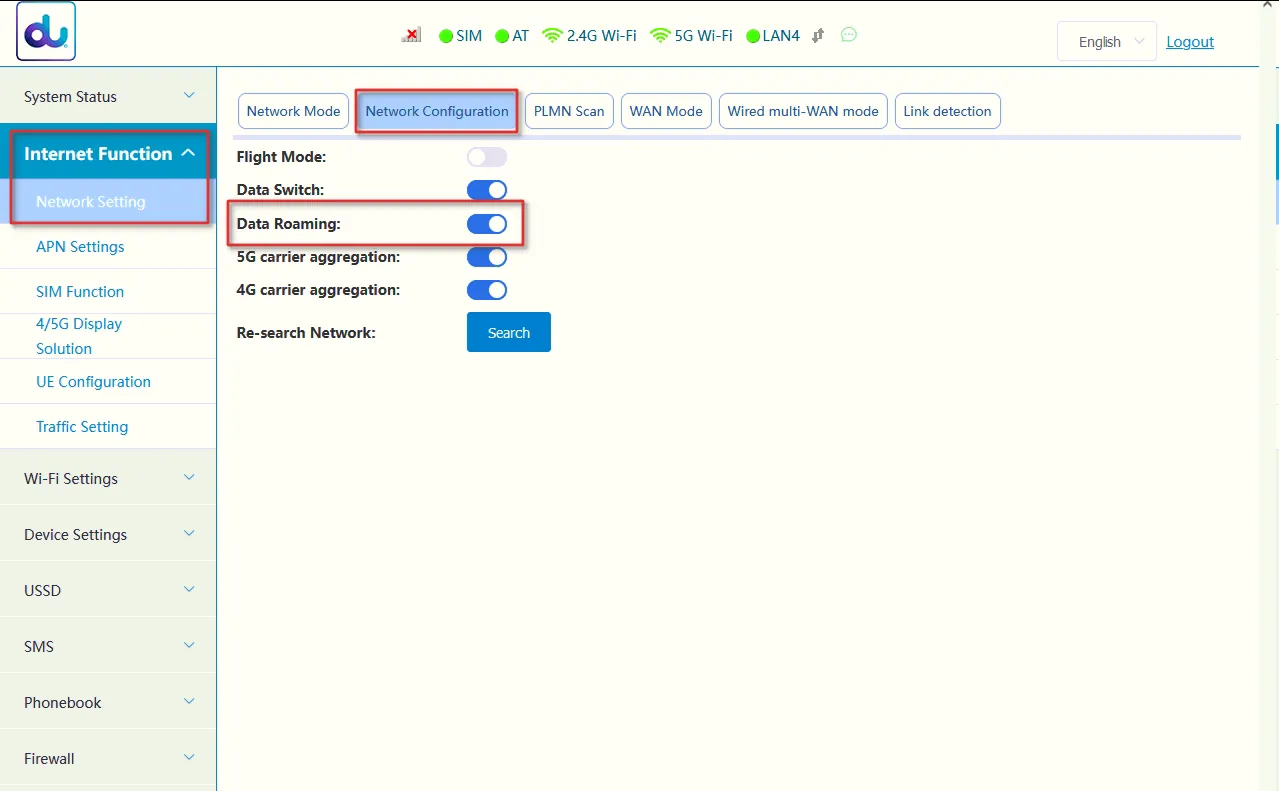 du
SIM AT 2.4G Wi-Fi 5G Wi-Fi LAN4
English Logout
System Status
Internet Function
Network Setting
APN Settings
SIM Function
4/5G Display
Solution
UE Configuration
Traffic Setting
Wi-Fi Settings
Device Settings
USSD
SMS
Phonebook
Firewall
Network Mode Network Configuration PLMN Scan WAN Mode Wired multi-WAN mode Link detection
Flight Mode:
Data Switch:
Data Roaming:
5G carrier aggregation:
4G carrier aggregation:
Re-search Network: Search